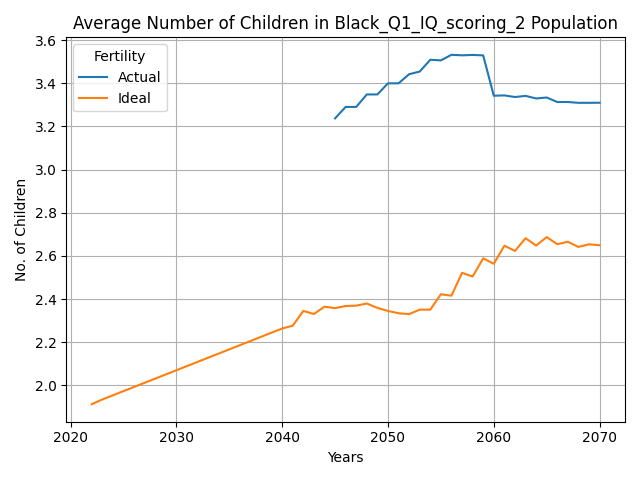 Average Number of Children in Black_Q1_IQ_scoring_2 Population
3.6
3.4
3.2
3.0
2.8
2.6
2.4
2.2
2.0
No. of Children
Fertility
Actual
Ideal
2020 2030 2040 2050 2060 2070
Years